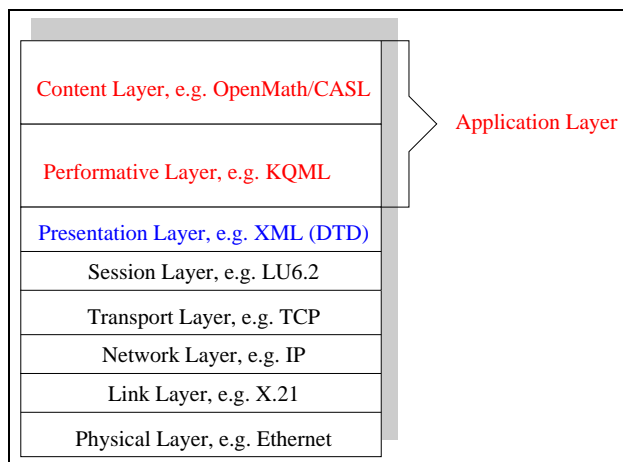 Content Layer, e.g. OpenMath/CASL
Application Layer
Performative Layer, e.g. KQML
Presentation Layer, e.g. XML (DTD)
Session Layer, e.g. LU6.2
Transport Layer, e.g. TCP
Network Layer, e.g. IP
Link Layer, e.g. X.21
Physical Layer, e.g. Ethernet